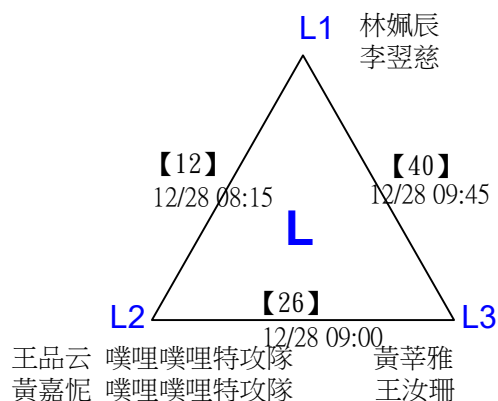 L1 林姵辰
李翌慈
【12】
12/28 08:15
【40】
12/28 09:45
L
【26】
12/28 09:00
L2
L3
王品云 噗哩噗哩特攻隊
黃嘉怩 噗哩噗哩特攻隊
黃莘雅
王汝珊